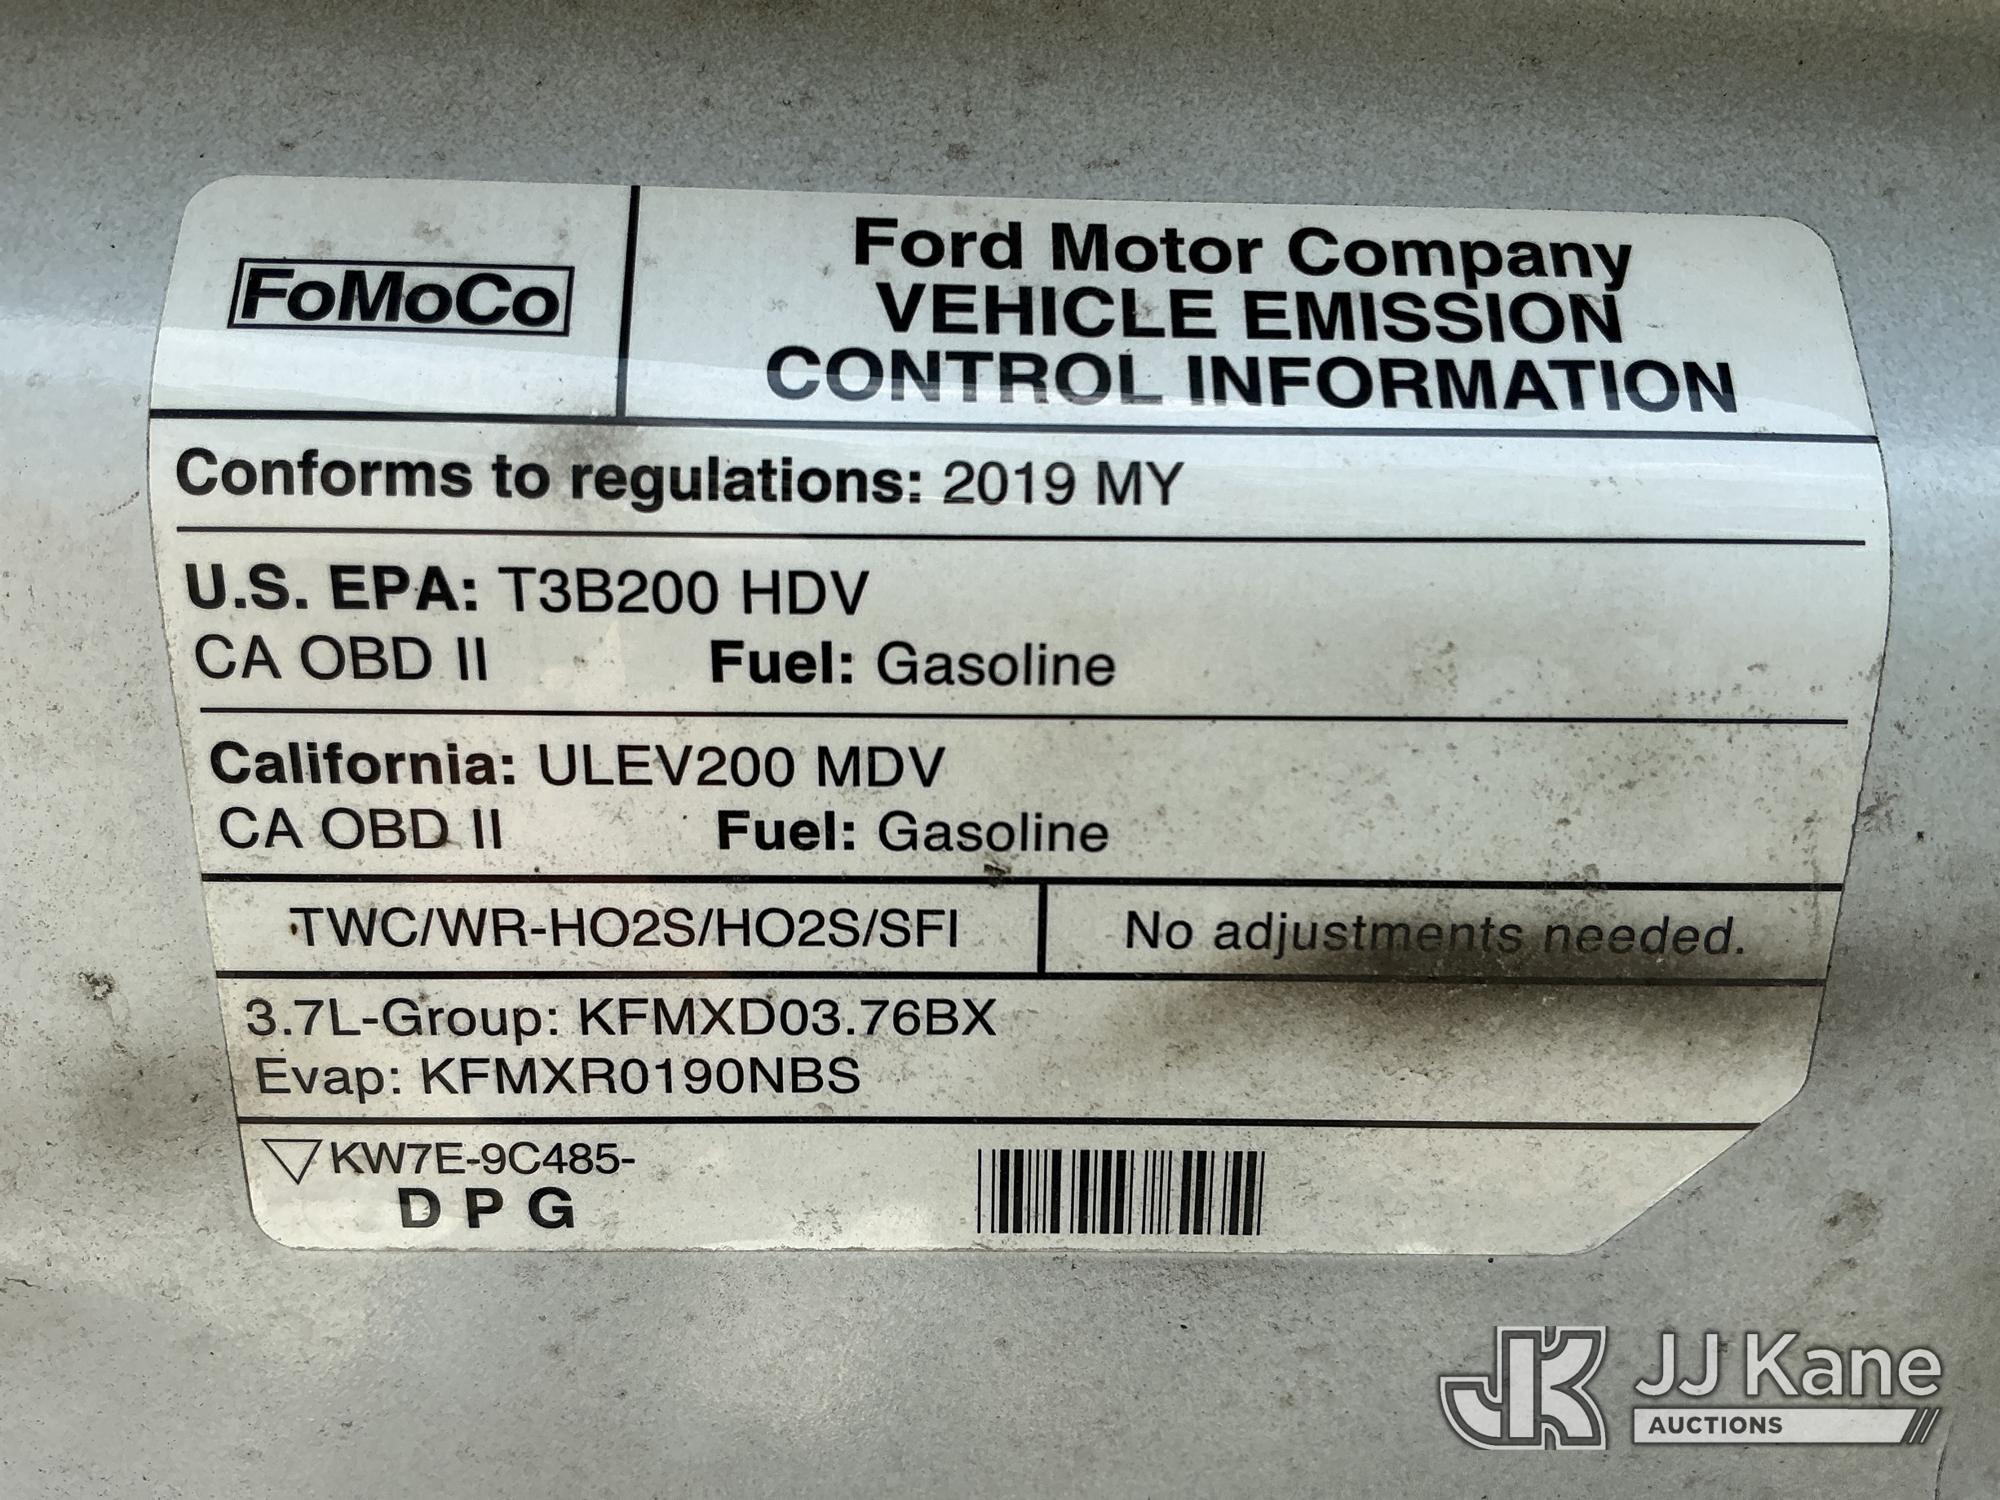 FoMoCo
Ford Motor Company
VEHICLE EMISSION
CONTROL INFORMATION
Conforms to regulations: 2019 MY
U.S. EPA: T3B200 HDV
CA OBD II Fuel: Gasoline
California: ULEV200 MDV
CA OBD II Fuel: Gasoline
TWC/WR-HO2S/HO2S/SFI No adjustments needed.
3.7L-Group: KFMXD03.76BX
Evap: KFMXR0190NBS
KW7E-9C485-
D P G
JK JJ Kane
AUCTIONS